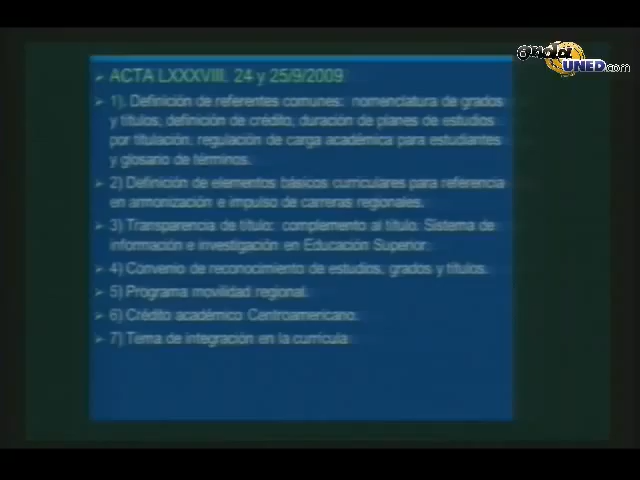 onda
UNED.com
ACTA LXXXVIII. 24 y 25/9/2009
1). Definición de referentes comunes: nomenclatura de grados
y títulos, definición de crédito, duración de planes de estudios
por titulación, regulación de carga académica para estudiantes
y glosario de términos.
2) Definición de elementos básicos curriculares para referencia
en armonización e impulso de carreras regionales.
3) Transparencia de título: complemento al título. Sistema de
información e investigación en Educación Superior.
4) Convenio de reconocimiento de estudios, grados y títulos.
5) Programa movilidad regional.
6) Crédito académico Centroamericano.
7) Tema de integración en la currícula